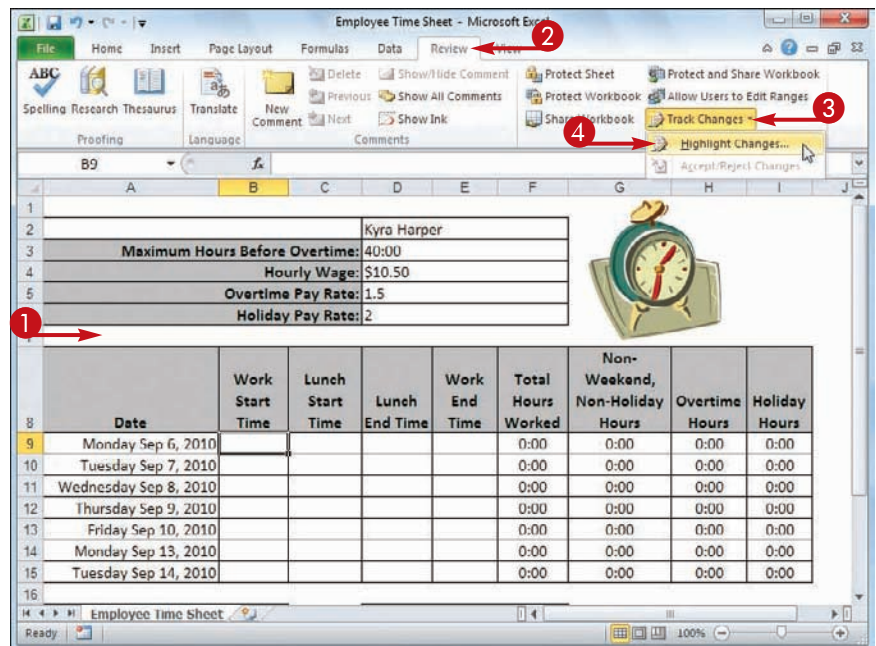 Employee Time Sheet - Microsoft Excel
2
File Home Insert Page Layout Formulas Data Review View
ABC Delete Show/Hide Comment Protect Sheet Protect and Share Workbook
Previous Show All Comments Protect Workbook Allow Users to Edit Ranges
Spelling Research Thesaurus Translate New Comment Next Show Ink Share Workbook Track Changes
3
4
Proofing Language Comments Highlight Changes...
Accept/Reject Changes
B9 fx
A B C D E F G H I J
1
2 Kyra Harper
3 Maximum Hours Before Overtime: 40:00
4 Hourly Wage: $10.50
5 Overtime Pay Rate: 1.5
6 Holiday Pay Rate: 2
1
8 Date Work Start Time Lunch Start Time Lunch End Time Work End Time Total Hours Worked Non-Weekend, Non-Holiday Hours Overtime Hours Holiday Hours
9 Monday Sep 6, 2010 0:00 0:00 0:00 0:00
10 Tuesday Sep 7, 2010 0:00 0:00 0:00 0:00
11 Wednesday Sep 8, 2010 0:00 0:00 0:00 0:00
12 Thursday Sep 9, 2010 0:00 0:00 0:00 0:00
13 Friday Sep 10, 2010 0:00 0:00 0:00 0:00
14 Monday Sep 13, 2010 0:00 0:00 0:00 0:00
15 Tuesday Sep 14, 2010 0:00 0:00 0:00 0:00
16
Employee Time Sheet
Ready 100%